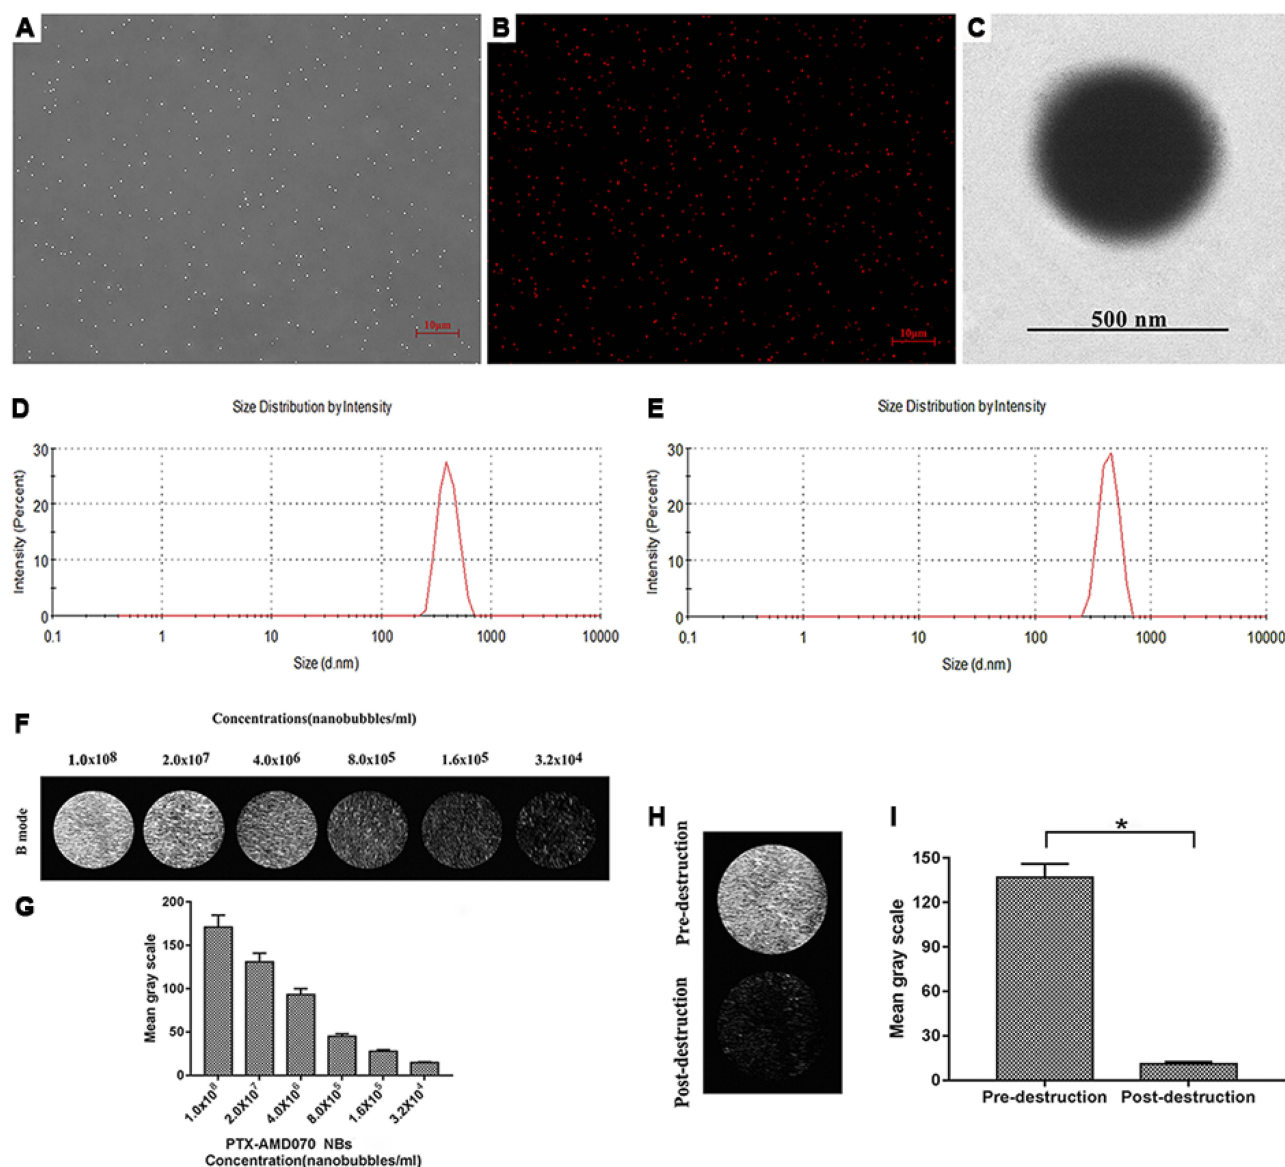 A
B
C
10µm
10µm
500 nm
D
Size Distribution by Intensity
Intensity (Percent)
30
20
10
0
0.1 1 10 100 1000 10000
Size (d.nm)
E
Size Distribution by Intensity
Intensity (Percent)
30
20
10
0
0.1 1 10 100 1000 10000
Size (d.nm)
F
Concentrations(nanobubbles/ml)
1.0x10⁸ 2.0x10⁷ 4.0x10⁶ 8.0x10⁵ 1.6x10⁵ 3.2x10⁴
B mode
G
Mean gray scale
200
150
100
50
0
1.0X10⁸ 2.0X10⁷ 4.0X10⁶ 8.0X10⁵ 1.6X10⁵ 3.2X10⁴
PTX-AMD070 NBs
Concentration(nanobubbles/ml)
H
Pre-destruction
Post-destruction
I
*
Mean gray scale
150
120
90
60
30
0
Pre-destruction Post-destruction